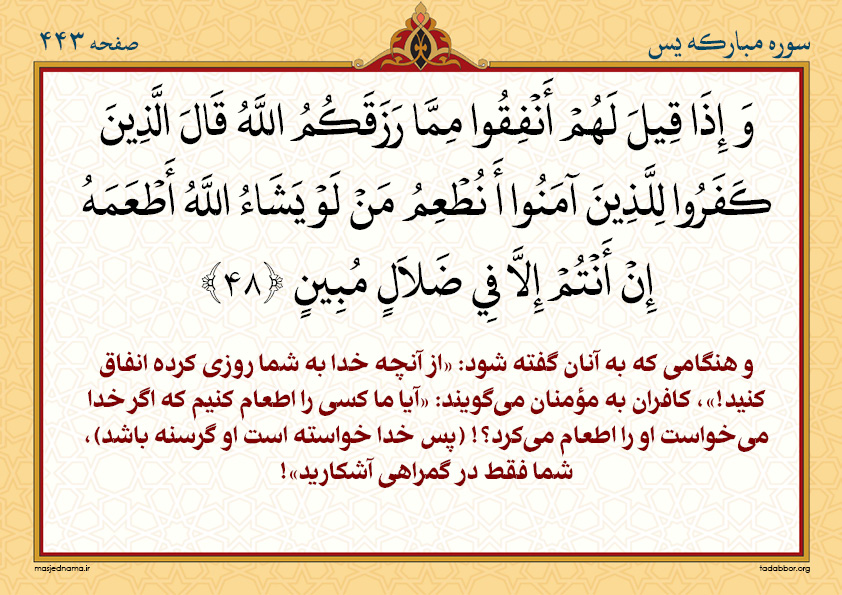 سوره مبارکه یس
صفحه ۴۴۳
وَ إِذَا قِيلَ لَهُمْ أَنْفِقُوا مِمَّا رَزَقَكُمُ اللَّهُ قَالَ الَّذِينَ
كَفَرُوا لِلَّذِينَ آمَنُوا أَ نُطْعِمُ مَنْ لَوْ يَشَاءُ اللَّهُ أَطْعَمَهُ
إِنْ أَنْتُمْ إِلاَّ فِي ضَلاَلٍ مُبِينٍ ﴿۴۸﴾
و هنگامی که به آنان گفته شود: «از آنچه خدا به شما روزی کرده انفاق
کنید!»، کافران به مؤمنان می‌گویند: «آیا ما کسی را اطعام کنیم که اگر خدا
می‌خواست او را اطعام می‌کرد؟! (پس خدا خواسته است او گرسنه باشد)،
شما فقط در گمراهی آشکارید»!
masjednama.ir
tadabbor.org